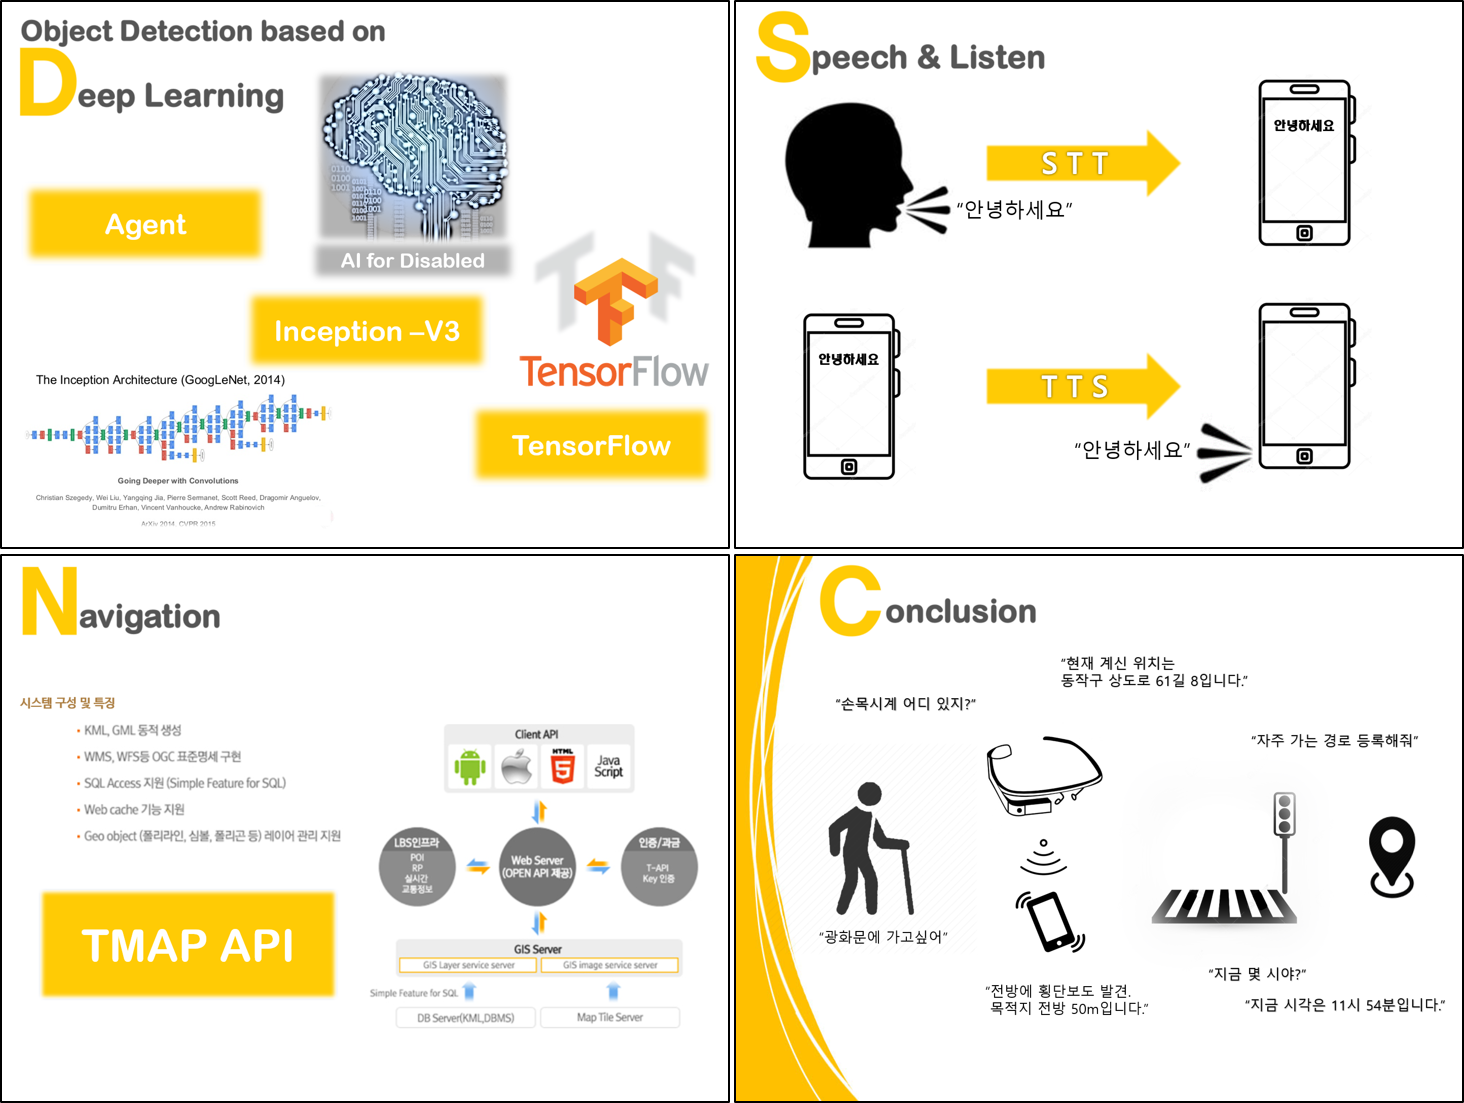 Object Detection based on
Deep Learning
Agent
AI for Disabled
Inception –V3
TensorFlow
TensorFlow
The Inception Architecture (GoogLeNet, 2014)
Going Deeper with Convolutions
Christian Szegedy, Wei Liu, Yangqing Jia, Pierre Sermanet, Scott Reed, Dragomir Anguelov,
Dumitru Erhan, Vincent Vanhoucke, Andrew Rabinovich
ArXiv 2014, CVPR 2015
Speech & Listen
안녕하세요
STT
“안녕하세요”
안녕하세요
TTS
“안녕하세요”
Navigation
시스템 구성 및 특징
• KML, GML 동적 생성
• WMS, WFS등 OGC 표준명세 구현
• SQL Access 지원 (Simple Feature for SQL)
• Web cache 기능 지원
• Geo object (폴리라인, 심볼, 폴리곤 등) 레이어 관리 지원
TMAP API
Client API
HTML
5
Java
Script
LBS인프라
POI
RP
실시간
교통정보
Web Server
(OPEN API 제공)
인증/과금
T-API
Key 인증
GIS Server
GIS Layer service server
GIS image service server
Simple Feature for SQL
DB Server(KML,DBMS)
Map Tile Server
Conclusion
“현재 계신 위치는
동작구 상도로 61길 8입니다.”
“손목시계 어디 있지?”
“자주 가는 경로 등록해줘”
“광화문에 가고싶어”
“지금 몇 시야?”
“전방에 횡단보도 발견.
목적지 전방 50m입니다.”
“지금 시각은 11시 54분입니다.”